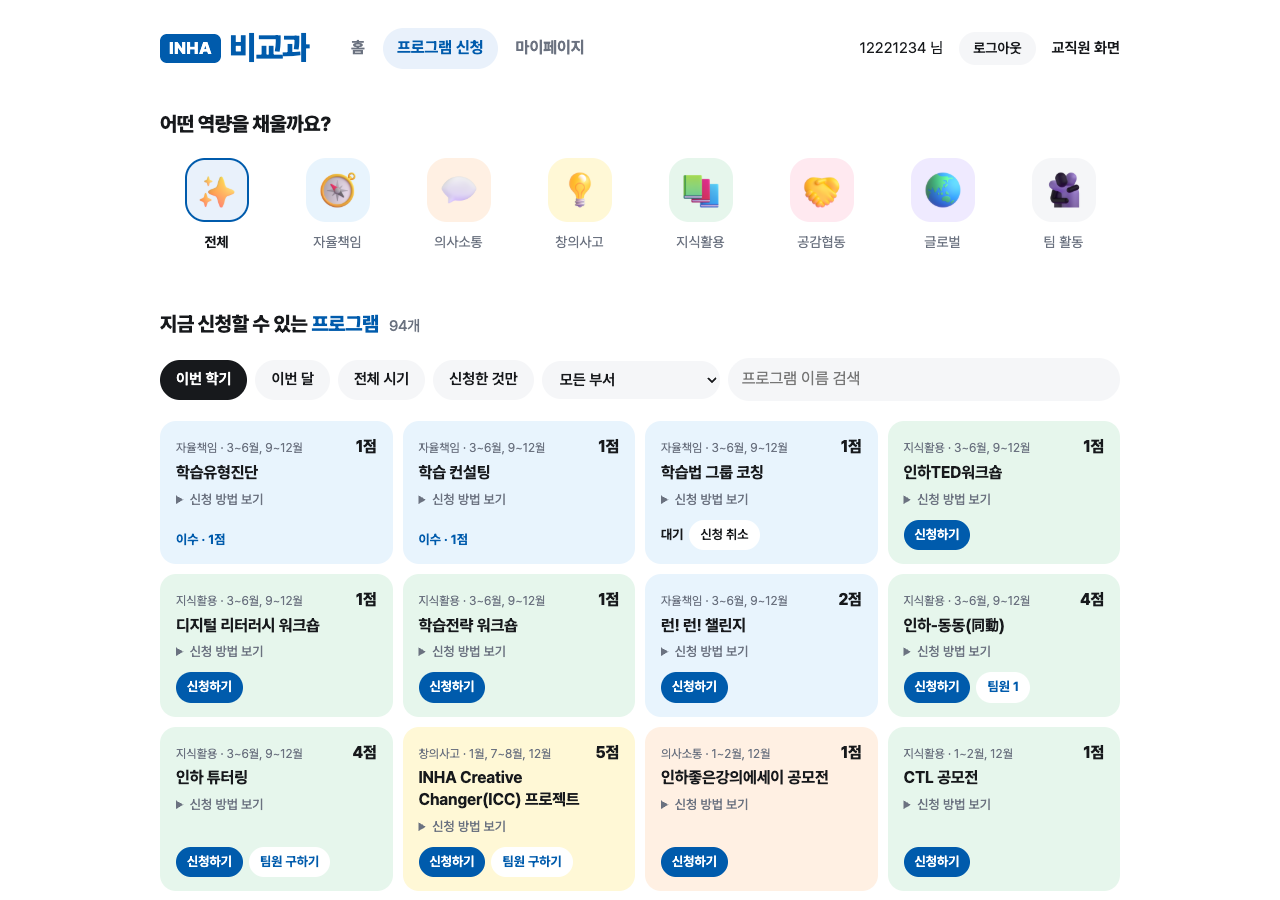 INHA 비교과 홈 프로그램 신청 마이페이지 12221234 님 로그아웃 교직원 화면
어떤 역량을 채울까요?
전체 자율책임 의사소통 창의사고 지식활용 공감협동 글로벌 팀 활동
지금 신청할 수 있는 프로그램 94개
이번 학기 이번 달 전체 시기 신청한 것만 모든 부서 프로그램 이름 검색
자율책임 · 3~6월, 9~12월 1점
학습유형진단
▶ 신청 방법 보기
이수 · 1점
자율책임 · 3~6월, 9~12월 1점
학습 컨설팅
▶ 신청 방법 보기
이수 · 1점
자율책임 · 3~6월, 9~12월 1점
학습법 그룹 코칭
▶ 신청 방법 보기
대기 신청 취소
지식활용 · 3~6월, 9~12월 1점
인하TED워크숍
▶ 신청 방법 보기
신청하기
지식활용 · 3~6월, 9~12월 1점
디지털 리터러시 워크숍
▶ 신청 방법 보기
신청하기
지식활용 · 3~6월, 9~12월 1점
학습전략 워크숍
▶ 신청 방법 보기
신청하기
자율책임 · 3~6월, 9~12월 2점
런! 런! 챌린지
▶ 신청 방법 보기
신청하기
지식활용 · 3~6월, 9~12월 4점
인하-동동(同動)
▶ 신청 방법 보기
신청하기 팀원 1
지식활용 · 3~6월, 9~12월 4점
인하 튜터링
▶ 신청 방법 보기
신청하기 팀원 구하기
창의사고 · 1월, 7~8월, 12월 5점
INHA Creative
Changer(ICC) 프로젝트
▶ 신청 방법 보기
신청하기 팀원 구하기
의사소통 · 1~2월, 12월 1점
인하좋은강의에세이 공모전
▶ 신청 방법 보기
신청하기
지식활용 · 1~2월, 12월 1점
CTL 공모전
▶ 신청 방법 보기
신청하기